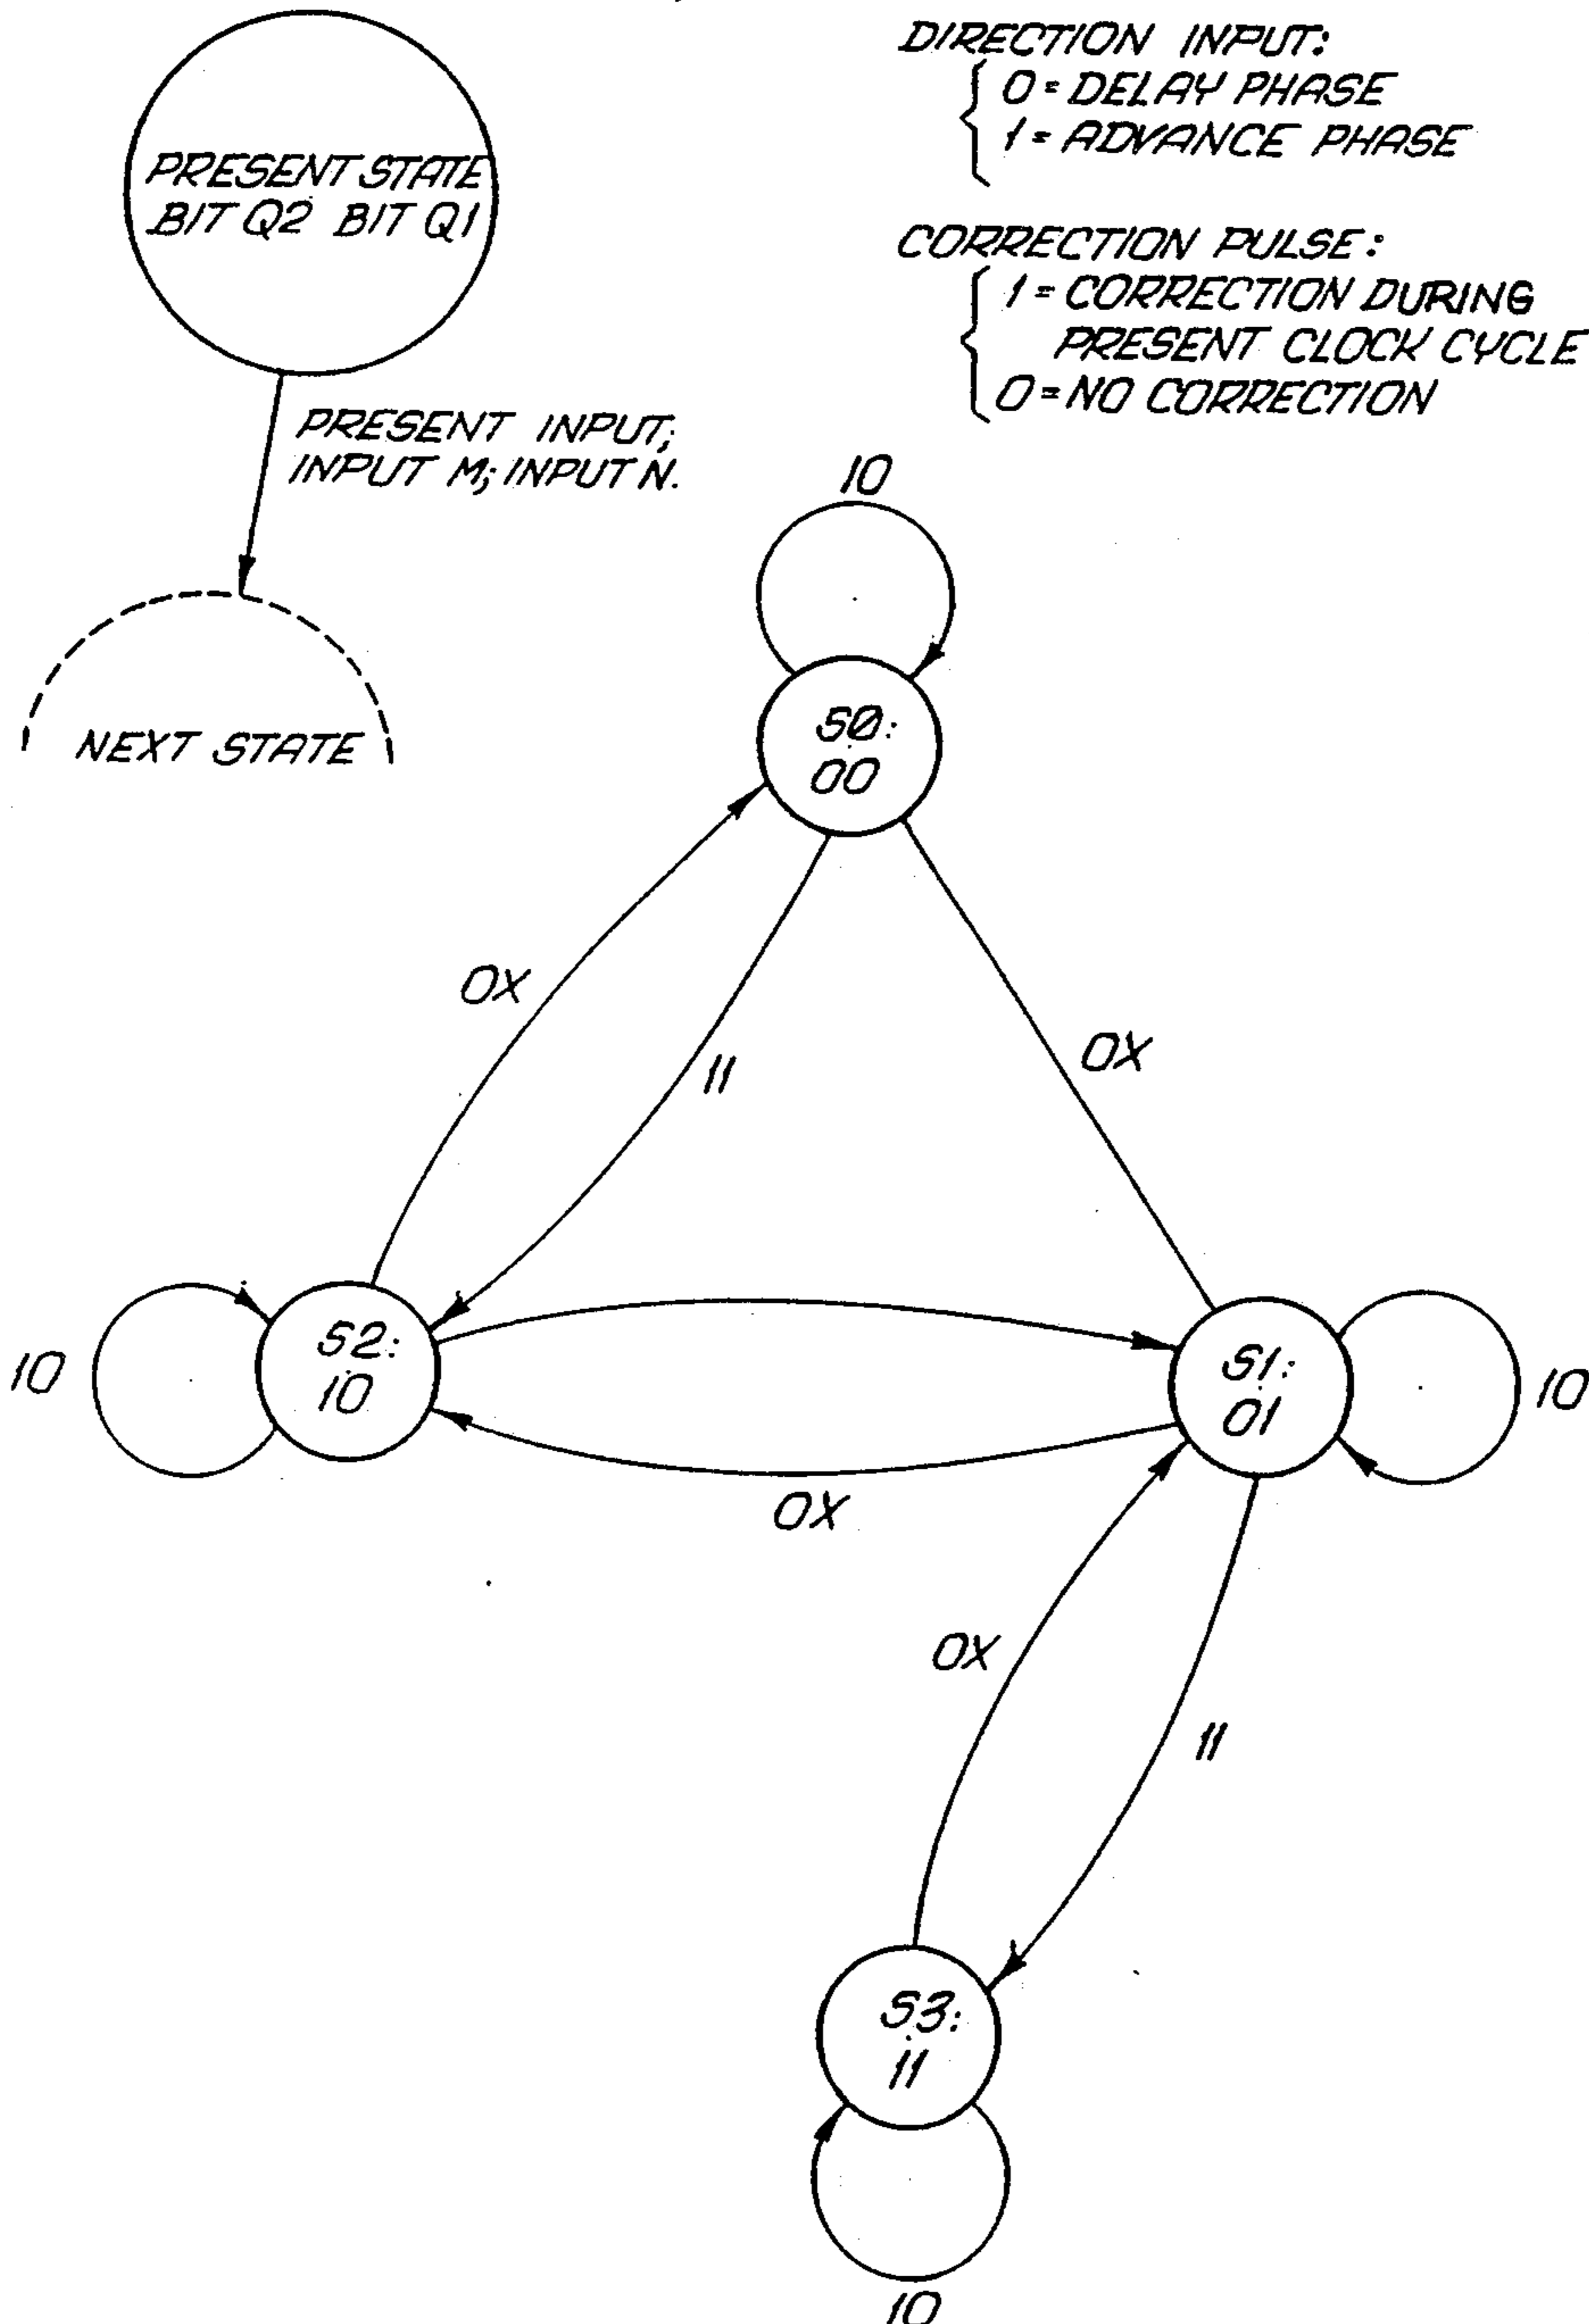 PRESENT STATE
BIT Q2 BIT Q1
PRESENT INPUT;
INPUT M; INPUT N.
NEXT STATE
DIRECTION INPUT:
0 = DELAY PHASE
1 = ADVANCE PHASE
CORRECTION PULSE:
1 = CORRECTION DURING
PRESENT CLOCK CYCLE
0 = NO CORRECTION
10
S0:
00
0X
11
0X
10
S2:
10
S1:
01
10
0X
0X
11
S3:
11
10